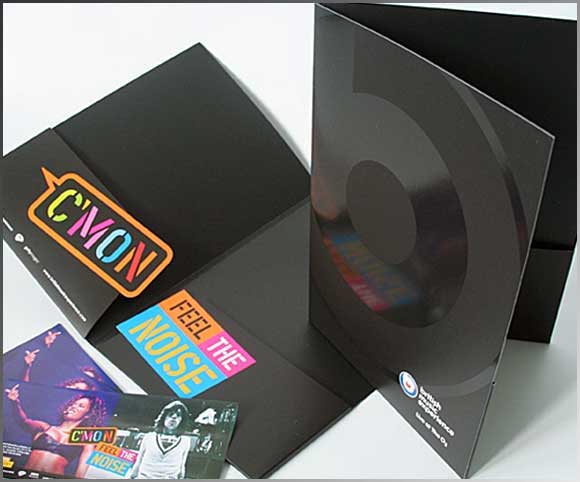 C'MON
FEEL THE
NOISE
C'MON
FEEL THE
NOISE
british
music
experience